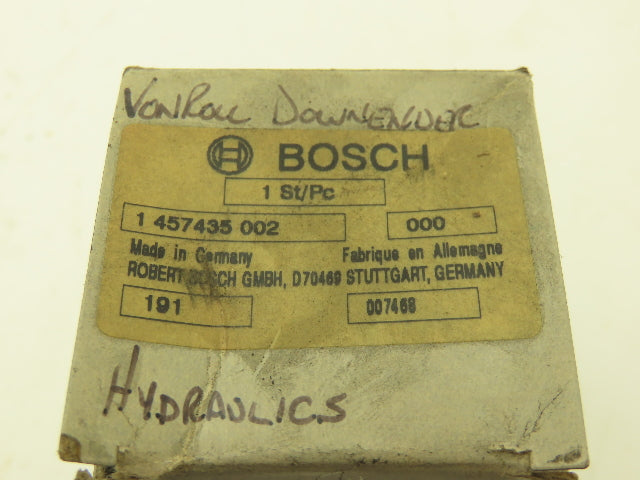 VONROLL DOWNENDER
BOSCH
1 St/Pc
1 457435 002 000
Made in Germany Fabrique en Allemagne
ROBERT BOSCH GMBH, D70469 STUTTGART, GERMANY
191 007468
HYDRAULICS